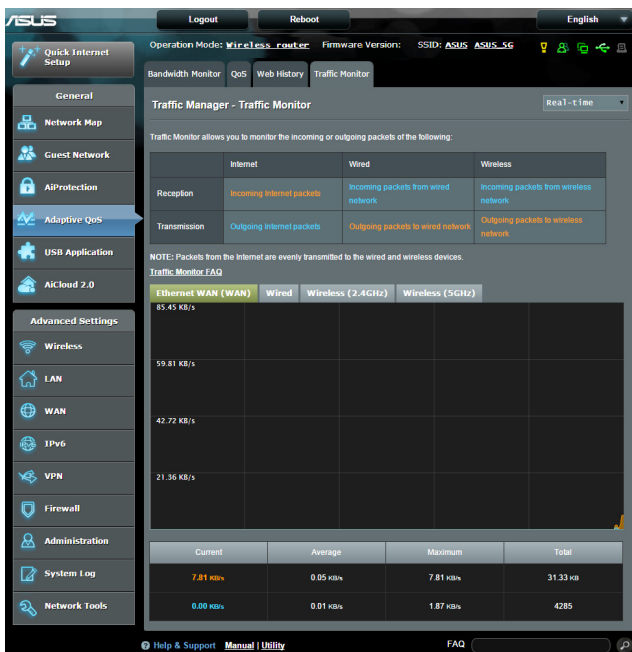 ASUS
Logout
Reboot
English
Quick Internet
Setup
Operation Mode: Wireless router Firmware Version: SSID: ASUS ASUS_5G
Bandwidth Monitor
QoS
Web History
Traffic Monitor
General
Network Map
Guest Network
AiProtection
Adaptive QoS
USB Application
AiCloud 2.0
Advanced Settings
Wireless
LAN
WAN
IPv6
VPN
Firewall
Administration
System Log
Network Tools
Traffic Manager - Traffic Monitor
Real-time
Traffic Monitor allows you to monitor the incoming or outgoing packets of the following:
Internet Wired Wireless
Reception
Incoming Internet packets
Incoming packets from wired
network
Incoming packets from wireless
network
Transmission
Outgoing Internet packets
Outgoing packets to wired network
Outgoing packets to wireless
network
NOTE: Packets from the Internet are evenly transmitted to the wired and wireless devices.
Traffic Monitor FAQ
Ethernet WAN (WAN)
Wired
Wireless (2.4GHz)
Wireless (5GHz)
85.45 KB/s
59.81 KB/s
42.72 KB/s
21.36 KB/s
Current Average Maximum Total
7.81 KB/s 0.05 KB/s 7.81 KB/s 31.33 KB
0.00 KB/s 0.01 KB/s 1.87 KB/s 4285
Help & Support Manual | Utility FAQ